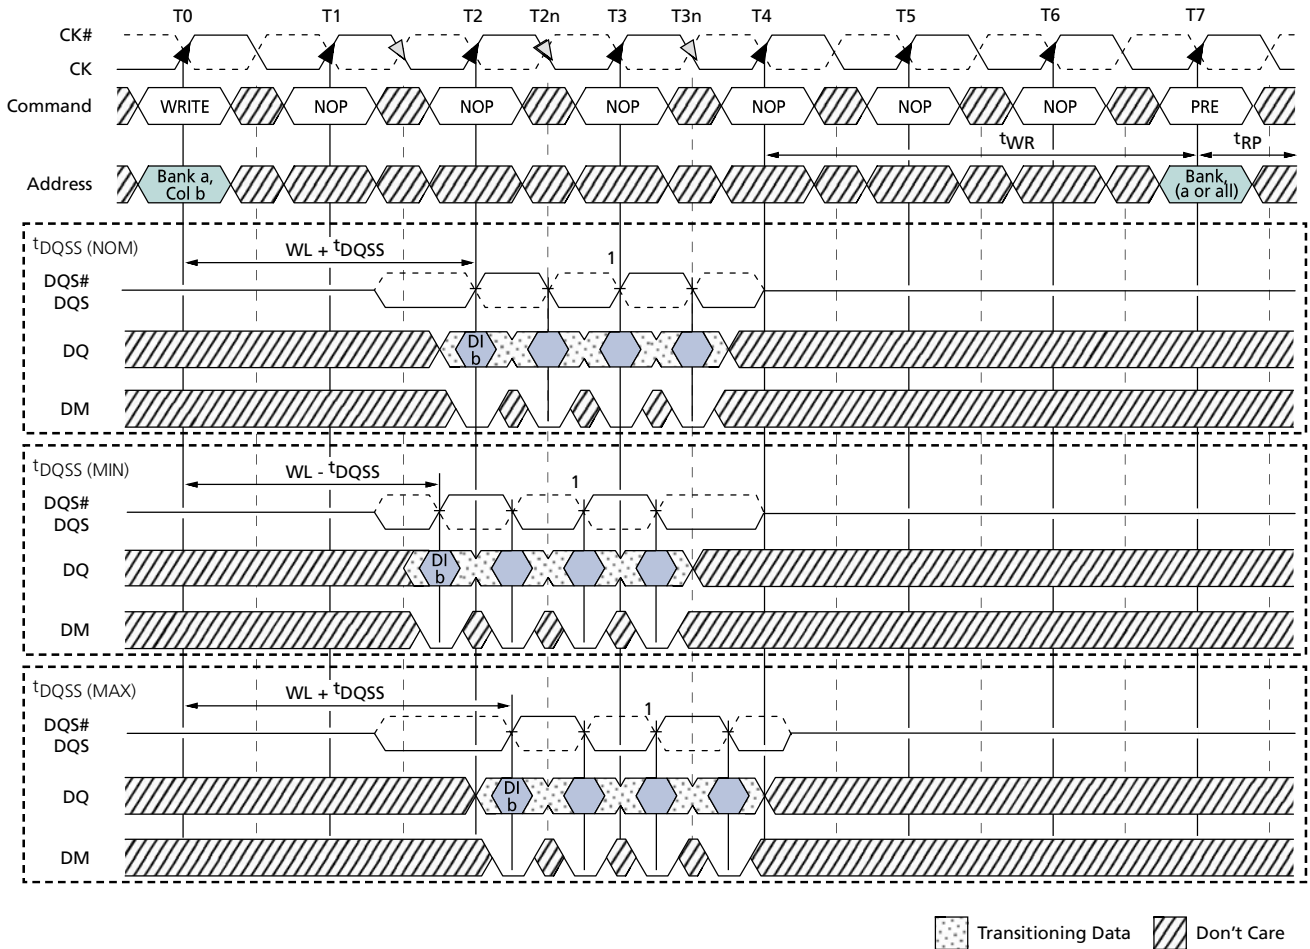 T0 T1 T2 T2n T3 T3n T4 T5 T6 T7
CK#
CK
Command WRITE NOP NOP NOP NOP NOP NOP PRE
tWR tRP
Address Bank a, Col b Bank, (a or all)
tDQSS (NOM)
WL + tDQSS 1
DQS#
DQS
DQ DI b
DM
tDQSS (MIN)
WL - tDQSS 1
DQS#
DQS
DQ DI b
DM
tDQSS (MAX)
WL + tDQSS 1
DQS#
DQS
DQ DI b
DM
Transitioning Data Don't Care